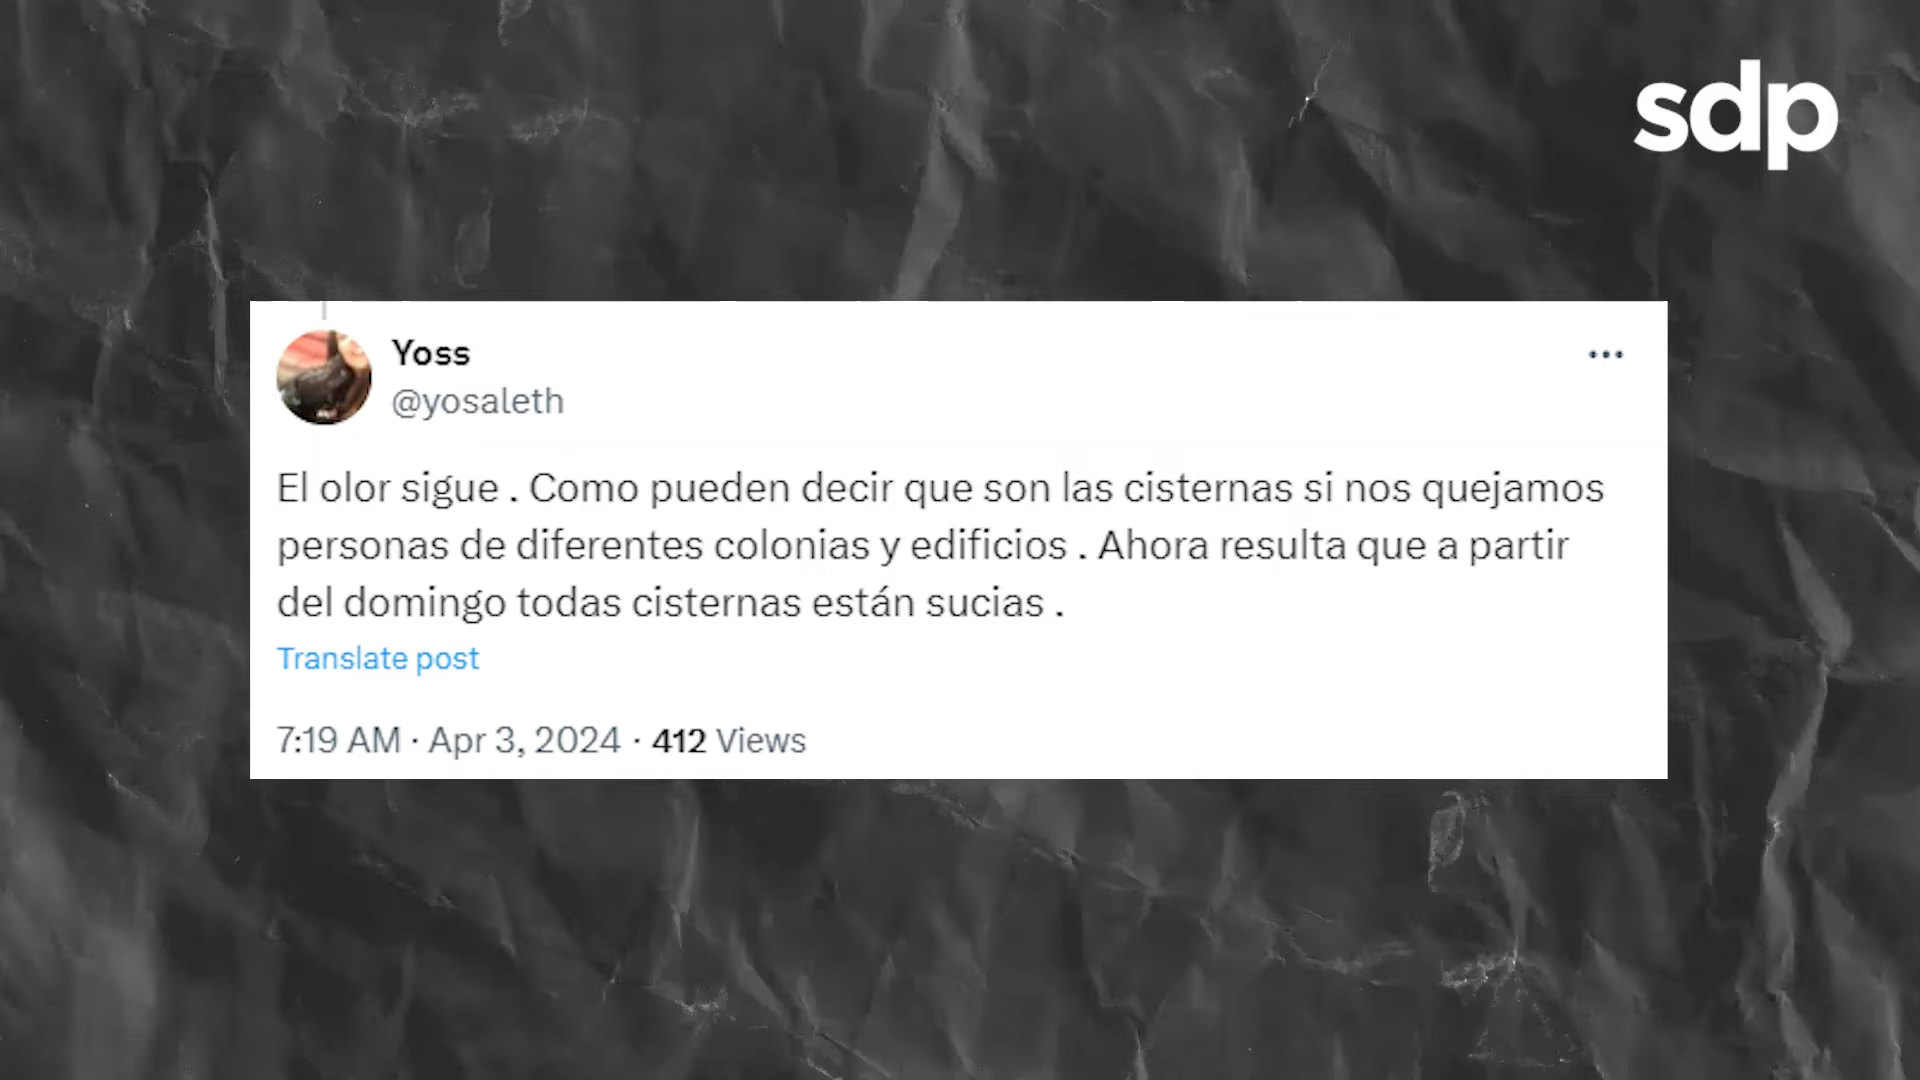 sdp
Yoss
@yosaleth
El olor sigue . Como pueden decir que son las cisternas si nos quejamos
personas de diferentes colonias y edificios . Ahora resulta que a partir
del domingo todas cisternas están sucias .
Translate post
7:19 AM · Apr 3, 2024 · 412 Views